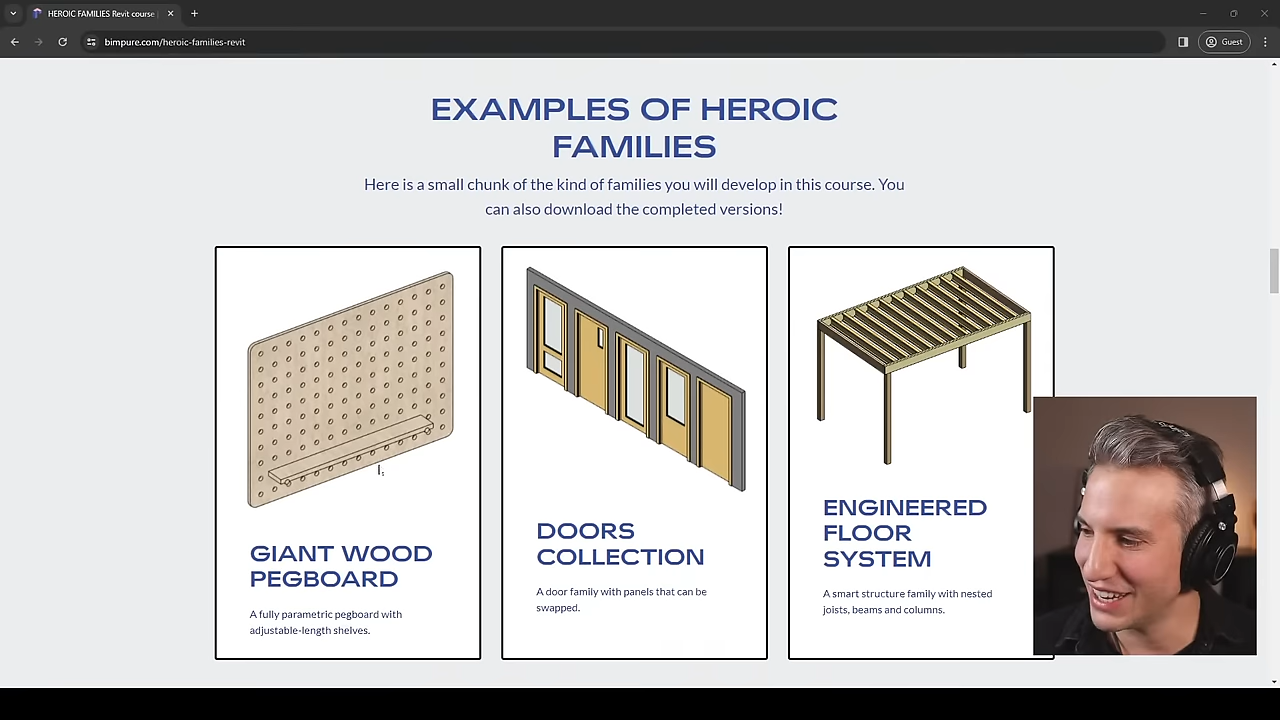 HEROIC FAMILIES Revit course |
bimpure.com/heroic-families-revit
Guest
EXAMPLES OF HEROIC
FAMILIES
Here is a small chunk of the kind of families you will develop in this course. You
can also download the completed versions!
GIANT WOOD
PEGBOARD
A fully parametric pegboard with
adjustable-length shelves.
DOORS
COLLECTION
A door family with panels that can be
swapped.
ENGINEERED
FLOOR
SYSTEM
A smart structure family with nested
joists, beams and columns.